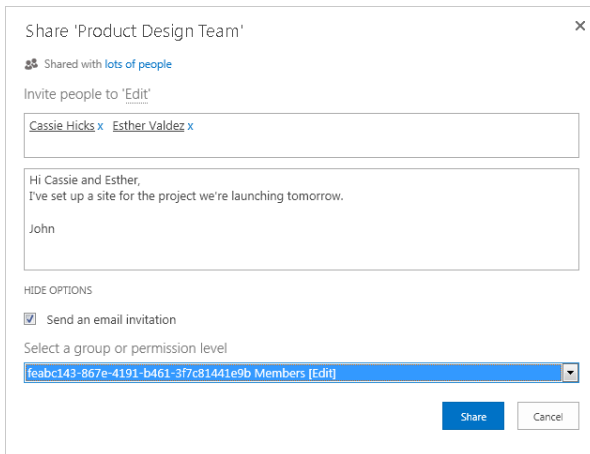 Share 'Product Design Team'
Shared with lots of people
Invite people to 'Edit'
Cassie Hicks x Esther Valdez x
Hi Cassie and Esther,
I've set up a site for the project we're launching tomorrow.
John
HIDE OPTIONS
Send an email invitation
Select a group or permission level
feabc143-867e-4191-b461-3f7c81441e9b Members [Edit]
Share Cancel